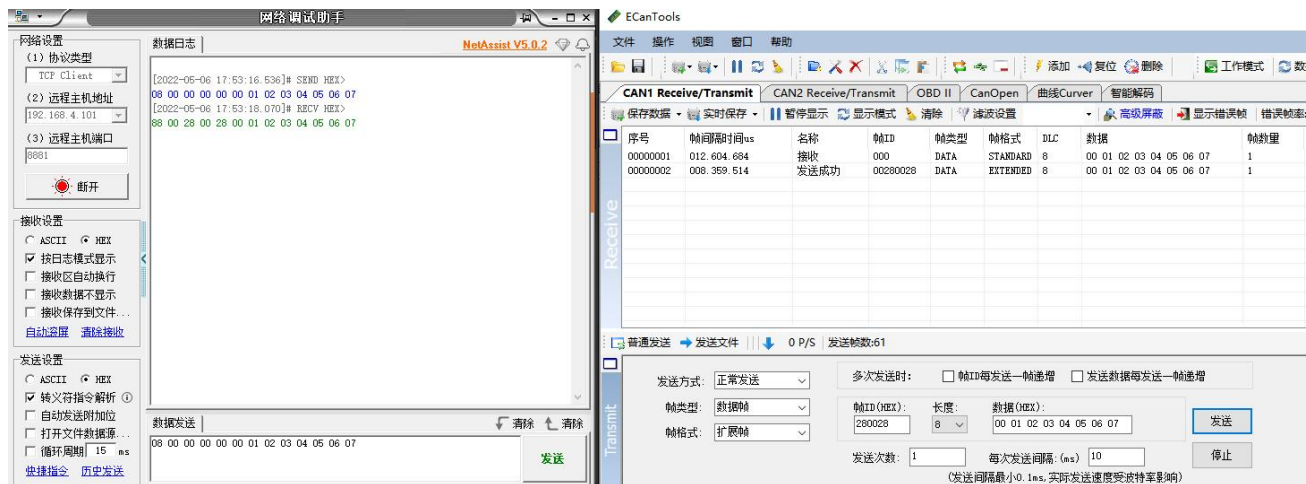 网络调试助手
网络设置
(1) 协议类型
TCP Client
(2) 远程主机地址
192.168.4.101
(3) 远程主机端口
8881
断开
接收设置
ASCII HEX
按日志模式显示
接收区自动换行
接收数据不显示
接收保存到文件...
自动滚屏 清除接收
发送设置
ASCII HEX
转义符指令解析
自动发送附加位
打开文件数据源...
循环周期 15 ms
快捷指令 历史发送
数据日志 NetAssist V5.0.2
[2022-05-06 17:53:16.536]# SEND HEX>
08 00 00 00 00 00 01 02 03 04 05 06 07
[2022-05-06 17:53:18.070]# RECV HEX>
88 00 28 00 28 00 01 02 03 04 05 06 07
数据发送 清除 清除
08 00 00 00 00 00 01 02 03 04 05 06 07
发送
ECanTools
文件 操作 视图 窗口 帮助
添加 复位 删除 工作模式 数
CAN1 Receive/Transmit CAN2 Receive/Transmit OBD II CanOpen 曲线Curver 智能解码
保存数据 实时保存 暂停显示 显示模式 清除 滤波设置 高级屏蔽 显示错误帧 错误帧率:
序号 帧间隔时间us 名称 帧ID 帧类型 帧格式 DLC 数据 帧数量
00000001 012.604.684 接收 000 DATA STANDARD 8 00 01 02 03 04 05 06 07 1
00000002 008.359.514 发送成功 00280028 DATA EXTENDED 8 00 01 02 03 04 05 06 07 1
Receive
普通发送 发送文件 0 P/S 发送帧数:61
Transmit
发送方式: 正常发送 多次发送时: 帧ID每发送一帧递增 发送数据每发送一帧递增
帧类型: 数据帧 帧ID(HEX): 长度: 数据(HEX):
280028 8 00 01 02 03 04 05 06 07 发送
帧格式: 扩展帧
发送次数: 1 每次发送间隔:(ms) 10 停止
(发送间隔最小0.1ms,实际发送速度受波特率影响)